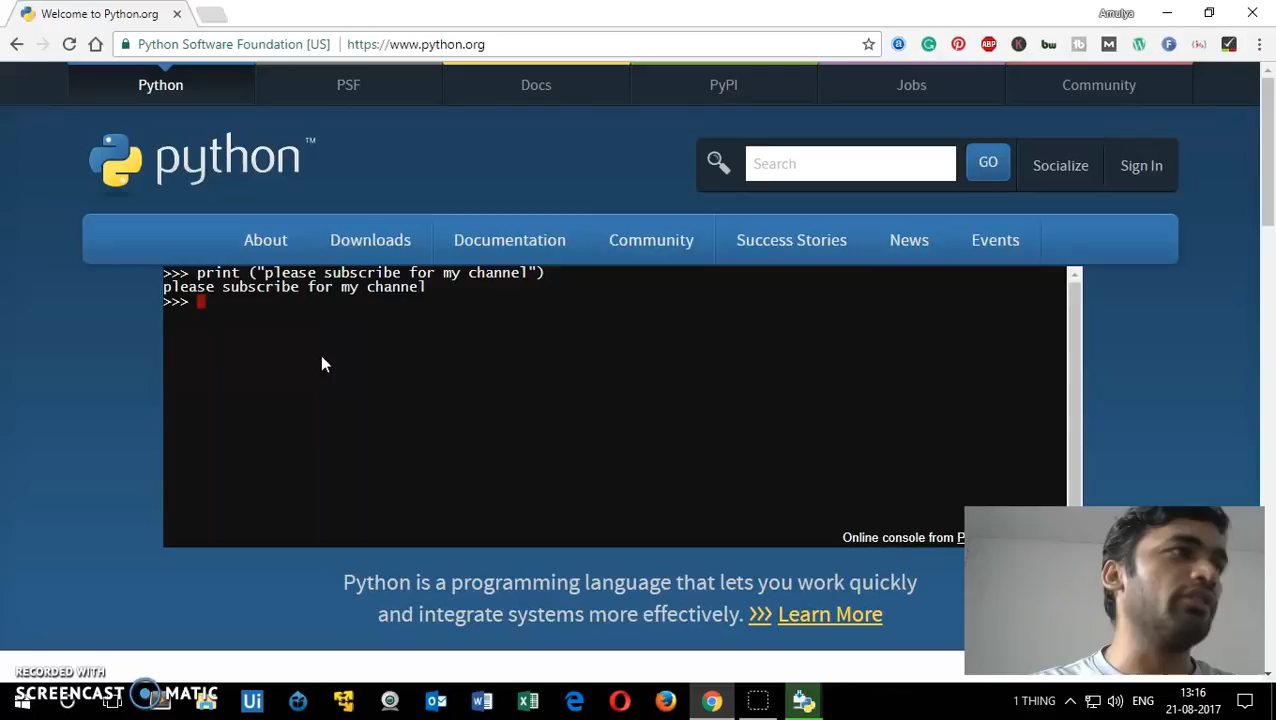 Welcome to Python.org
Amulya
Python Software Foundation [US]
https://www.python.org
Python
PSF
Docs
PyPI
Jobs
Community
python™
Search
GO
Socialize
Sign In
About
Downloads
Documentation
Community
Success Stories
News
Events
>>> print ("please subscribe for my channel")
please subscribe for my channel
>>>
Online console from
Python is a programming language that lets you work quickly
and integrate systems more effectively. >>> Learn More
RECORDED WITH
SCREENCAST MATIC
Ui
1 THING
ENG
13:16
21-08-2017